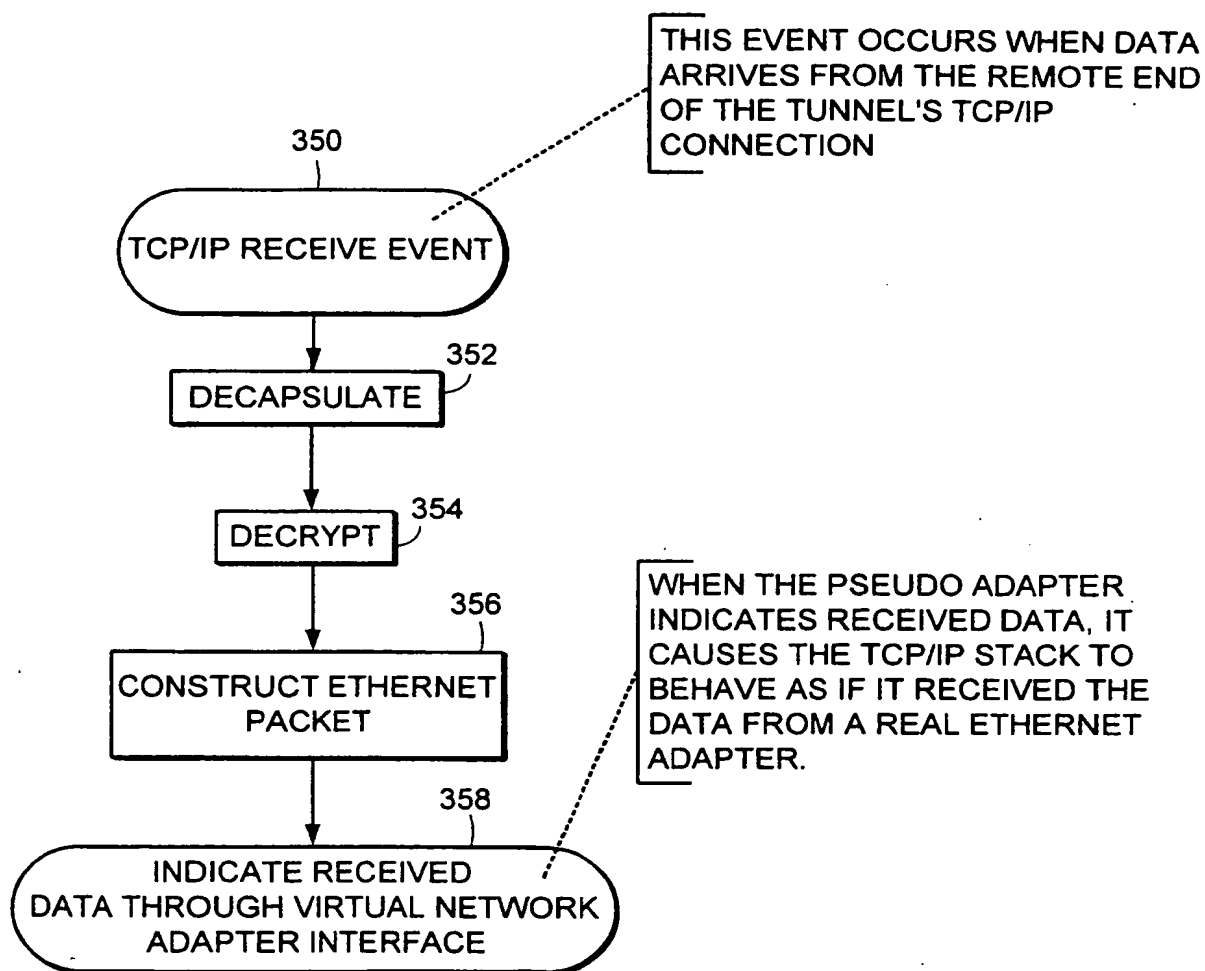 THIS EVENT OCCURS WHEN DATA
ARRIVES FROM THE REMOTE END
OF THE TUNNEL'S TCP/IP
CONNECTION
350
TCP/IP RECEIVE EVENT
352
DECAPSULATE
354
DECRYPT
356
CONSTRUCT ETHERNET
PACKET
WHEN THE PSEUDO ADAPTER
INDICATES RECEIVED DATA, IT
CAUSES THE TCP/IP STACK TO
BEHAVE AS IF IT RECEIVED THE
DATA FROM A REAL ETHERNET
ADAPTER.
358
INDICATE RECEIVED
DATA THROUGH VIRTUAL NETWORK
ADAPTER INTERFACE